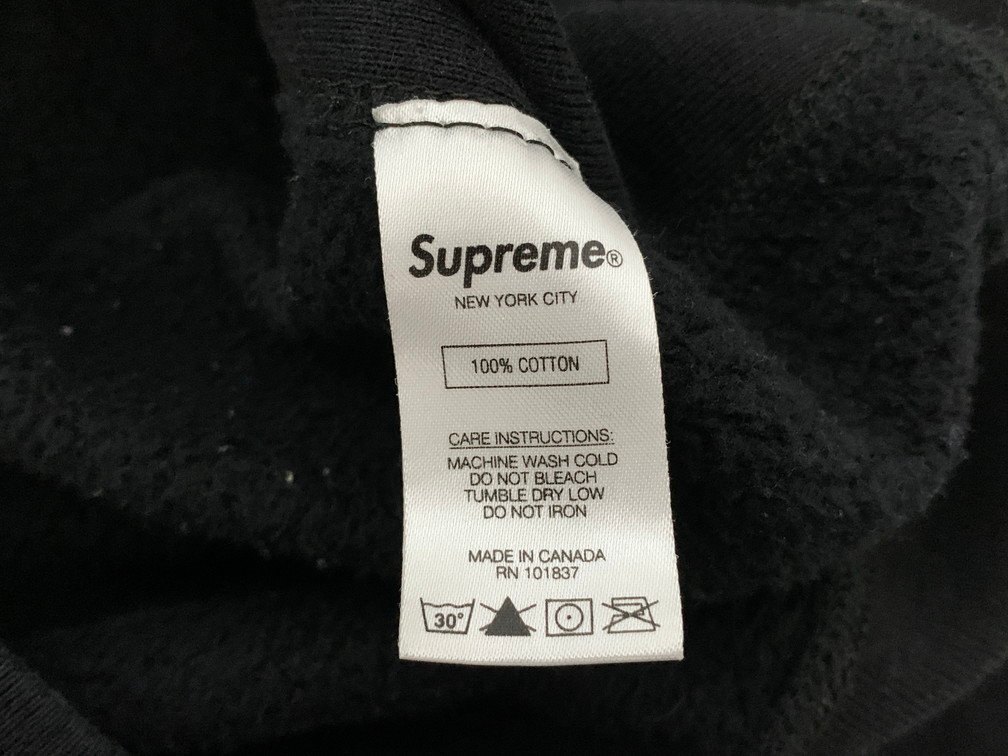 Supreme®
NEW YORK CITY
100% COTTON
CARE INSTRUCTIONS:
MACHINE WASH COLD
DO NOT BLEACH
TUMBLE DRY LOW
DO NOT IRON
MADE IN CANADA
RN 101837
30°